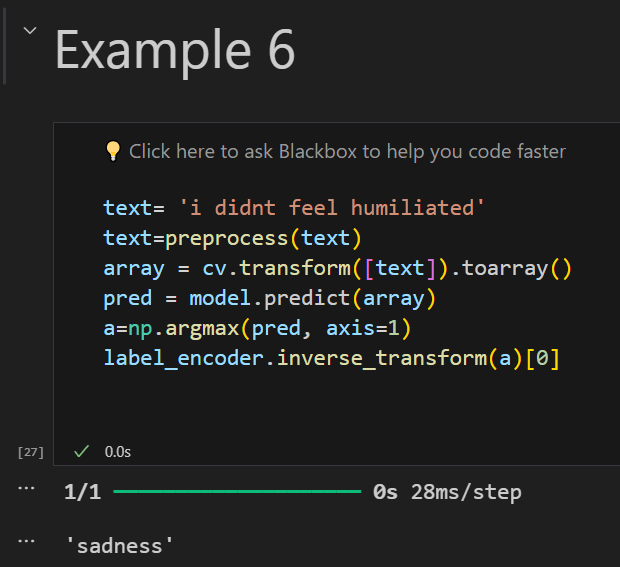 Example 6
💡 Click here to ask Blackbox to help you code faster
text= 'i didnt feel humiliated'
text=preprocess(text)
array = cv.transform([text]).toarray()
pred = model.predict(array)
a=np.argmax(pred, axis=1)
label_encoder.inverse_transform(a)[0]
[27] ✓ 0.0s
... 1/1 ━━━━━━━━━━━━━━━━━━━━ 0s 28ms/step
... 'sadness'